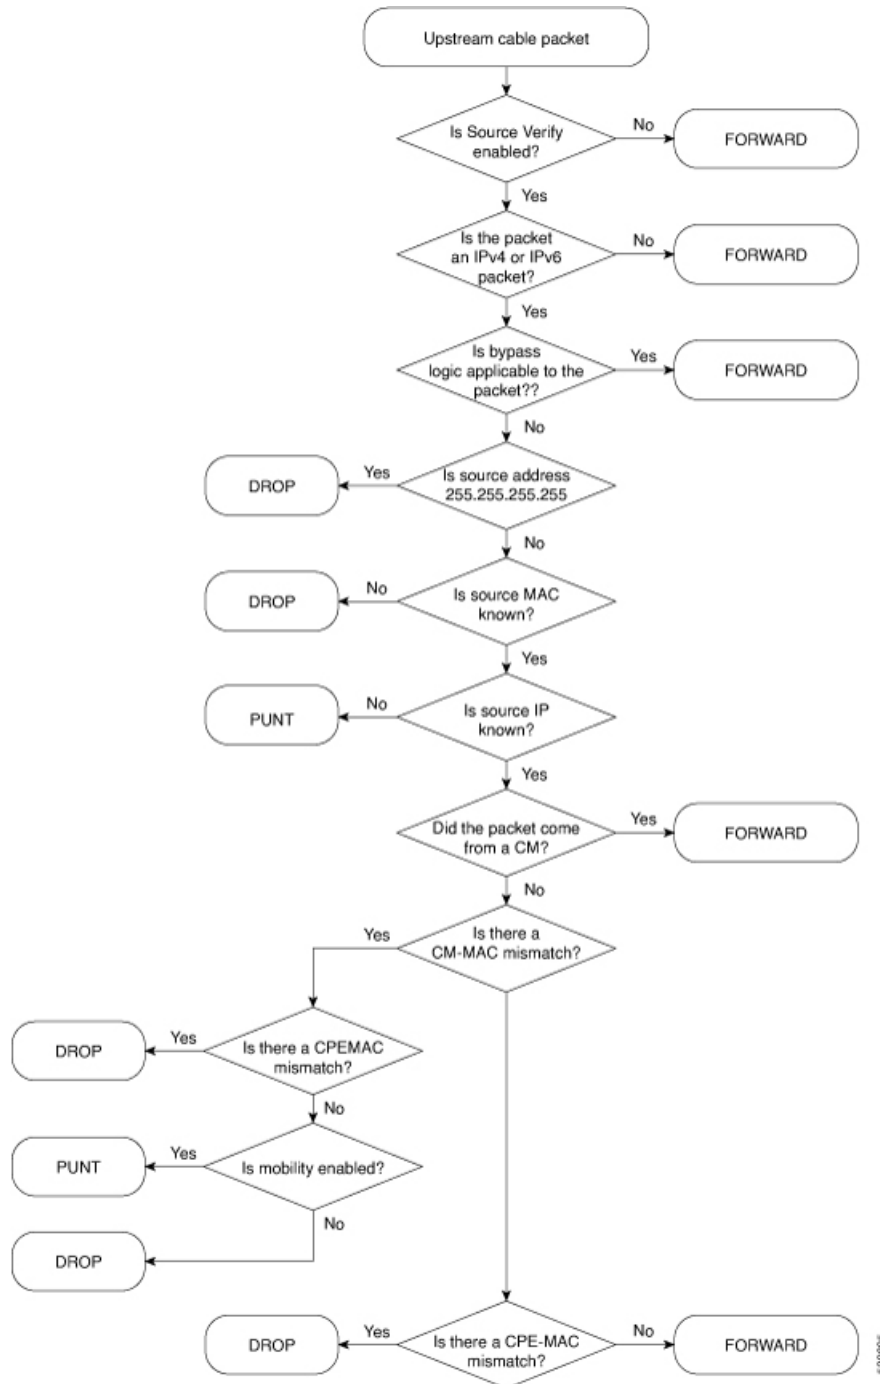 Upstream cable packet
Is Source Verify
enabled?
No
FORWARD
Yes
Is the packet
an IPv4 or IPv6
packet?
No
FORWARD
Yes
Is bypass
logic applicable to the
packet??
Yes
FORWARD
No
DROP
Yes
Is source address
255.255.255.255
No
DROP
No
Is source MAC
known?
Yes
PUNT
No
Is source IP
known?
Yes
Did the packet come
from a CM?
Yes
FORWARD
No
Yes
Is there a
CM-MAC mismatch?
DROP
Yes
Is there a CPEMAC
mismatch?
No
PUNT
Yes
Is mobility enabled?
No
DROP
DROP
Yes
Is there a CPE-MAC
mismatch?
No
FORWARD